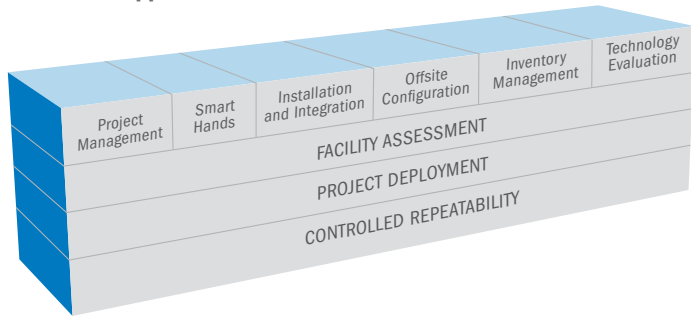 Project
Management
Smart
Hands
Installation
and Integration
Offsite
Configuration
Inventory
Management
Technology
Evaluation
FACILITY ASSESSMENT
PROJECT DEPLOYMENT
CONTROLLED REPEATABILITY